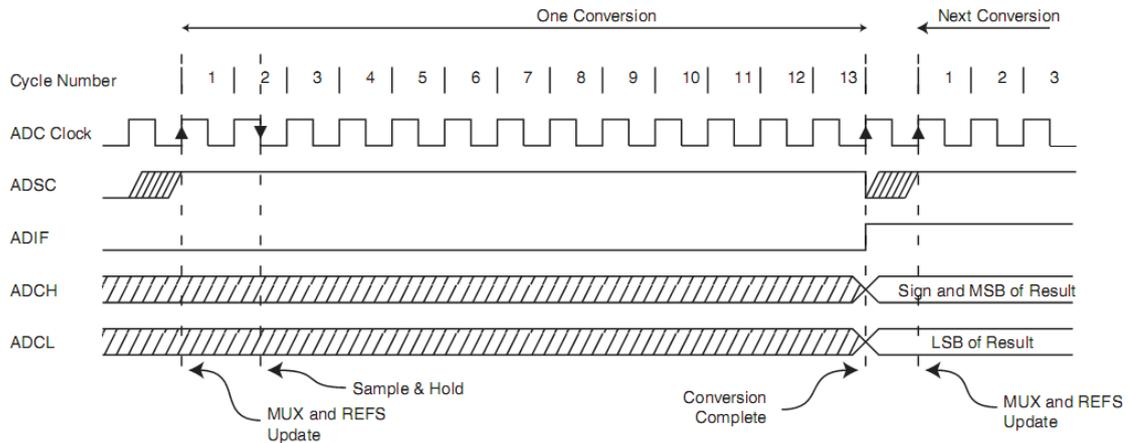 One Conversion
Next Conversion
Cycle Number 1 2 3 4 5 6 7 8 9 10 11 12 13 1 2 3
ADC Clock
ADSC
ADIF
ADCH Sign and MSB of Result
ADCL LSB of Result
Sample & Hold
MUX and REFS
Update
Conversion
Complete
MUX and REFS
Update